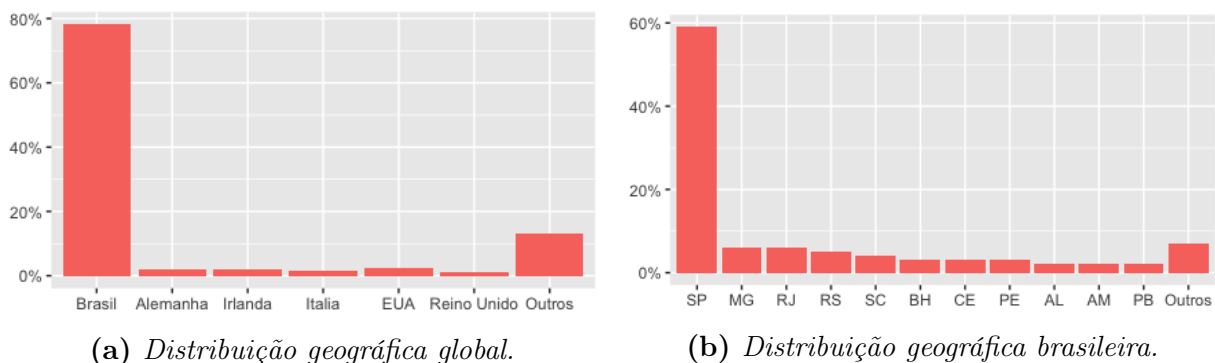 80%
60%
40%
20%
0%
Brasil Alemanha Irlanda Italia EUA Reino Unido Outros
(a) Distribuição geográfica global.
60%
40%
20%
0%
SP MG RJ RS SC BH CE PE AL AM PB Outros
(b) Distribuição geográfica brasileira.